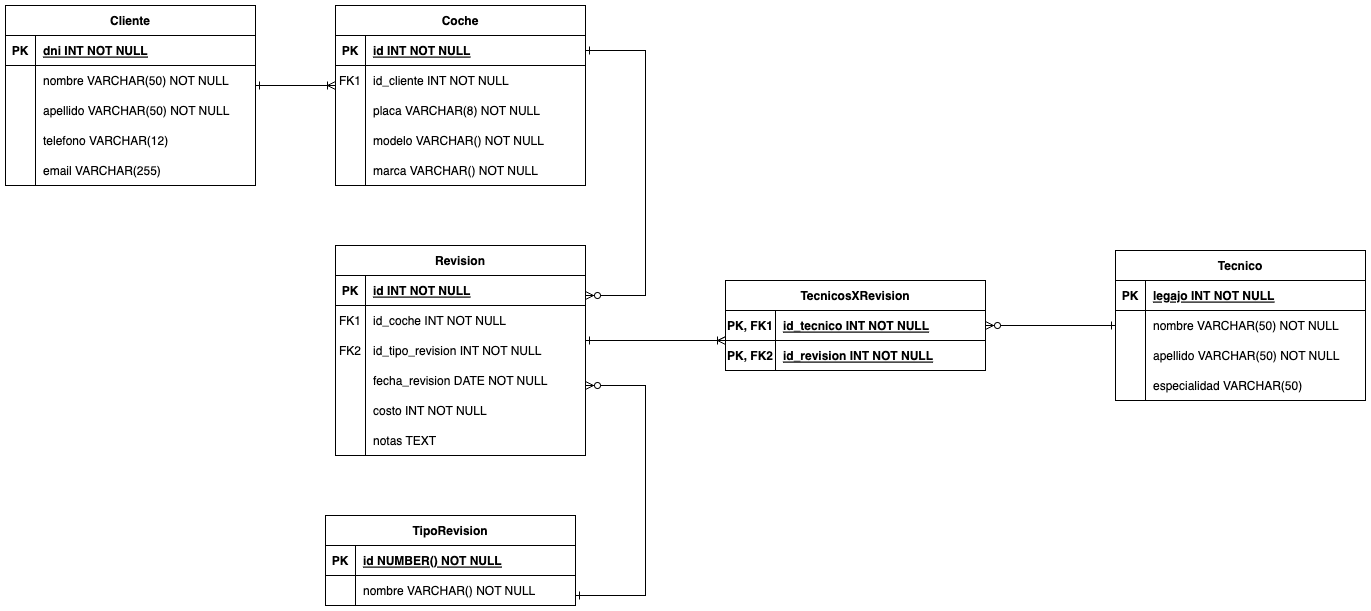 Cliente
PK dni INT NOT NULL
nombre VARCHAR(50) NOT NULL
apellido VARCHAR(50) NOT NULL
telefono VARCHAR(12)
email VARCHAR(255)
Coche
PK id INT NOT NULL
FK1 id_cliente INT NOT NULL
placa VARCHAR(8) NOT NULL
modelo VARCHAR() NOT NULL
marca VARCHAR() NOT NULL
Revision
PK id INT NOT NULL
FK1 id_coche INT NOT NULL
FK2 id_tipo_revision INT NOT NULL
fecha_revision DATE NOT NULL
costo INT NOT NULL
notas TEXT
TecnicosXRevision
PK, FK1 id_tecnico INT NOT NULL
PK, FK2 id_revision INT NOT NULL
Tecnico
PK legajo INT NOT NULL
nombre VARCHAR(50) NOT NULL
apellido VARCHAR(50) NOT NULL
especialidad VARCHAR(50)
TipoRevision
PK id NUMBER() NOT NULL
nombre VARCHAR() NOT NULL